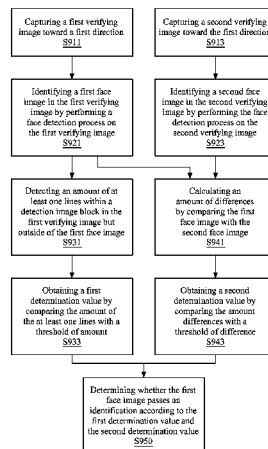 Capturing a first verifying
image toward a first direction
S911
Capturing a second verifying
image toward the first direction
S913
Identifying a first face
image in the first verifying
image by performing a
face detection process on
the first verifying image
S921
Identifying a second face
image in the second verifying
image by performing the face
detection process on the
second verifying image
S923
Detecting an amount of at
least one lines within a
detection image block in the
first verifying image but
outside of the first face image
S931
Calculating an
amount of differences
by comparing the first
face image with the
second face image
S941
Obtaining a first
determination value by
comparing the amount of
the at least one lines with a
threshold of amount
S933
Obtaining a second
determination value by
comparing the amount
differences with a
threshold of difference
S943
Determining whether the first
face image passes an
identification according to the
first determination value and
the second determination value
S950